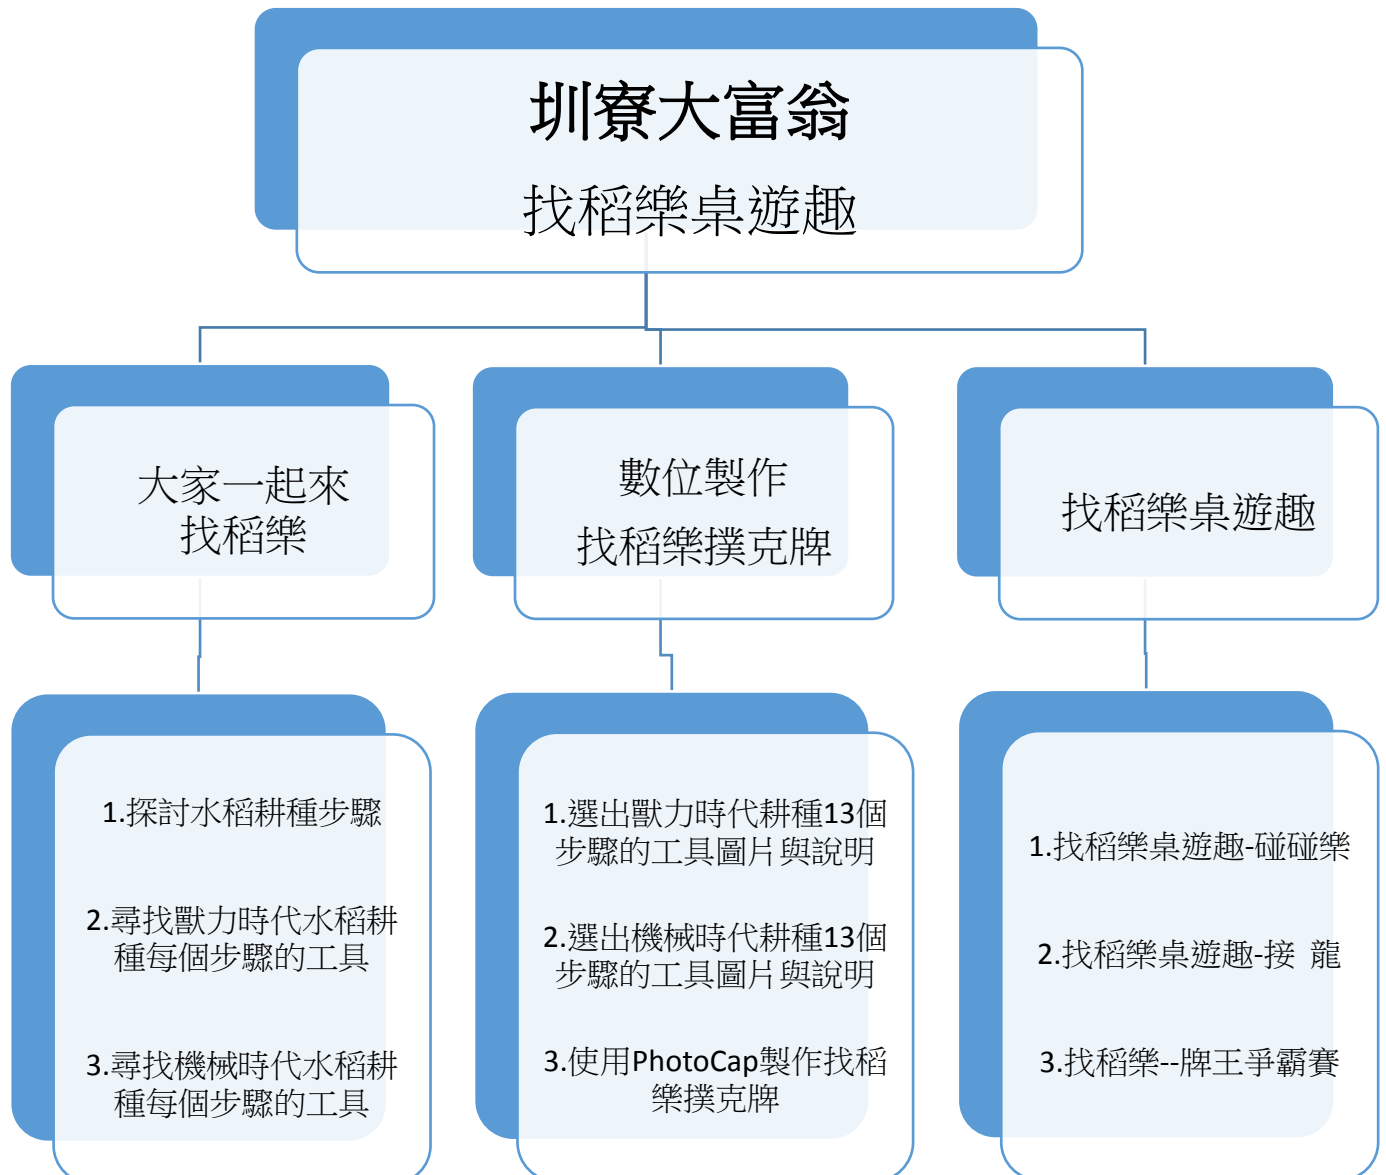 圳寮大富翁
找稻樂桌遊趣
大家一起來
找稻樂
數位製作
找稻樂撲克牌
找稻樂桌遊趣
1.探討水稻耕種步驟
2.尋找獸力時代水稻耕
種每個步驟的工具
3.尋找機械時代水稻耕
種每個步驟的工具
1.選出獸力時代耕種13個
步驟的工具圖片與說明
2.選出機械時代耕種13個
步驟的工具圖片與說明
3.使用PhotoCap製作找稻
樂撲克牌
1.找稻樂桌遊趣-碰碰樂
2.找稻樂桌遊趣-接 龍
3.找稻樂--牌王爭霸賽